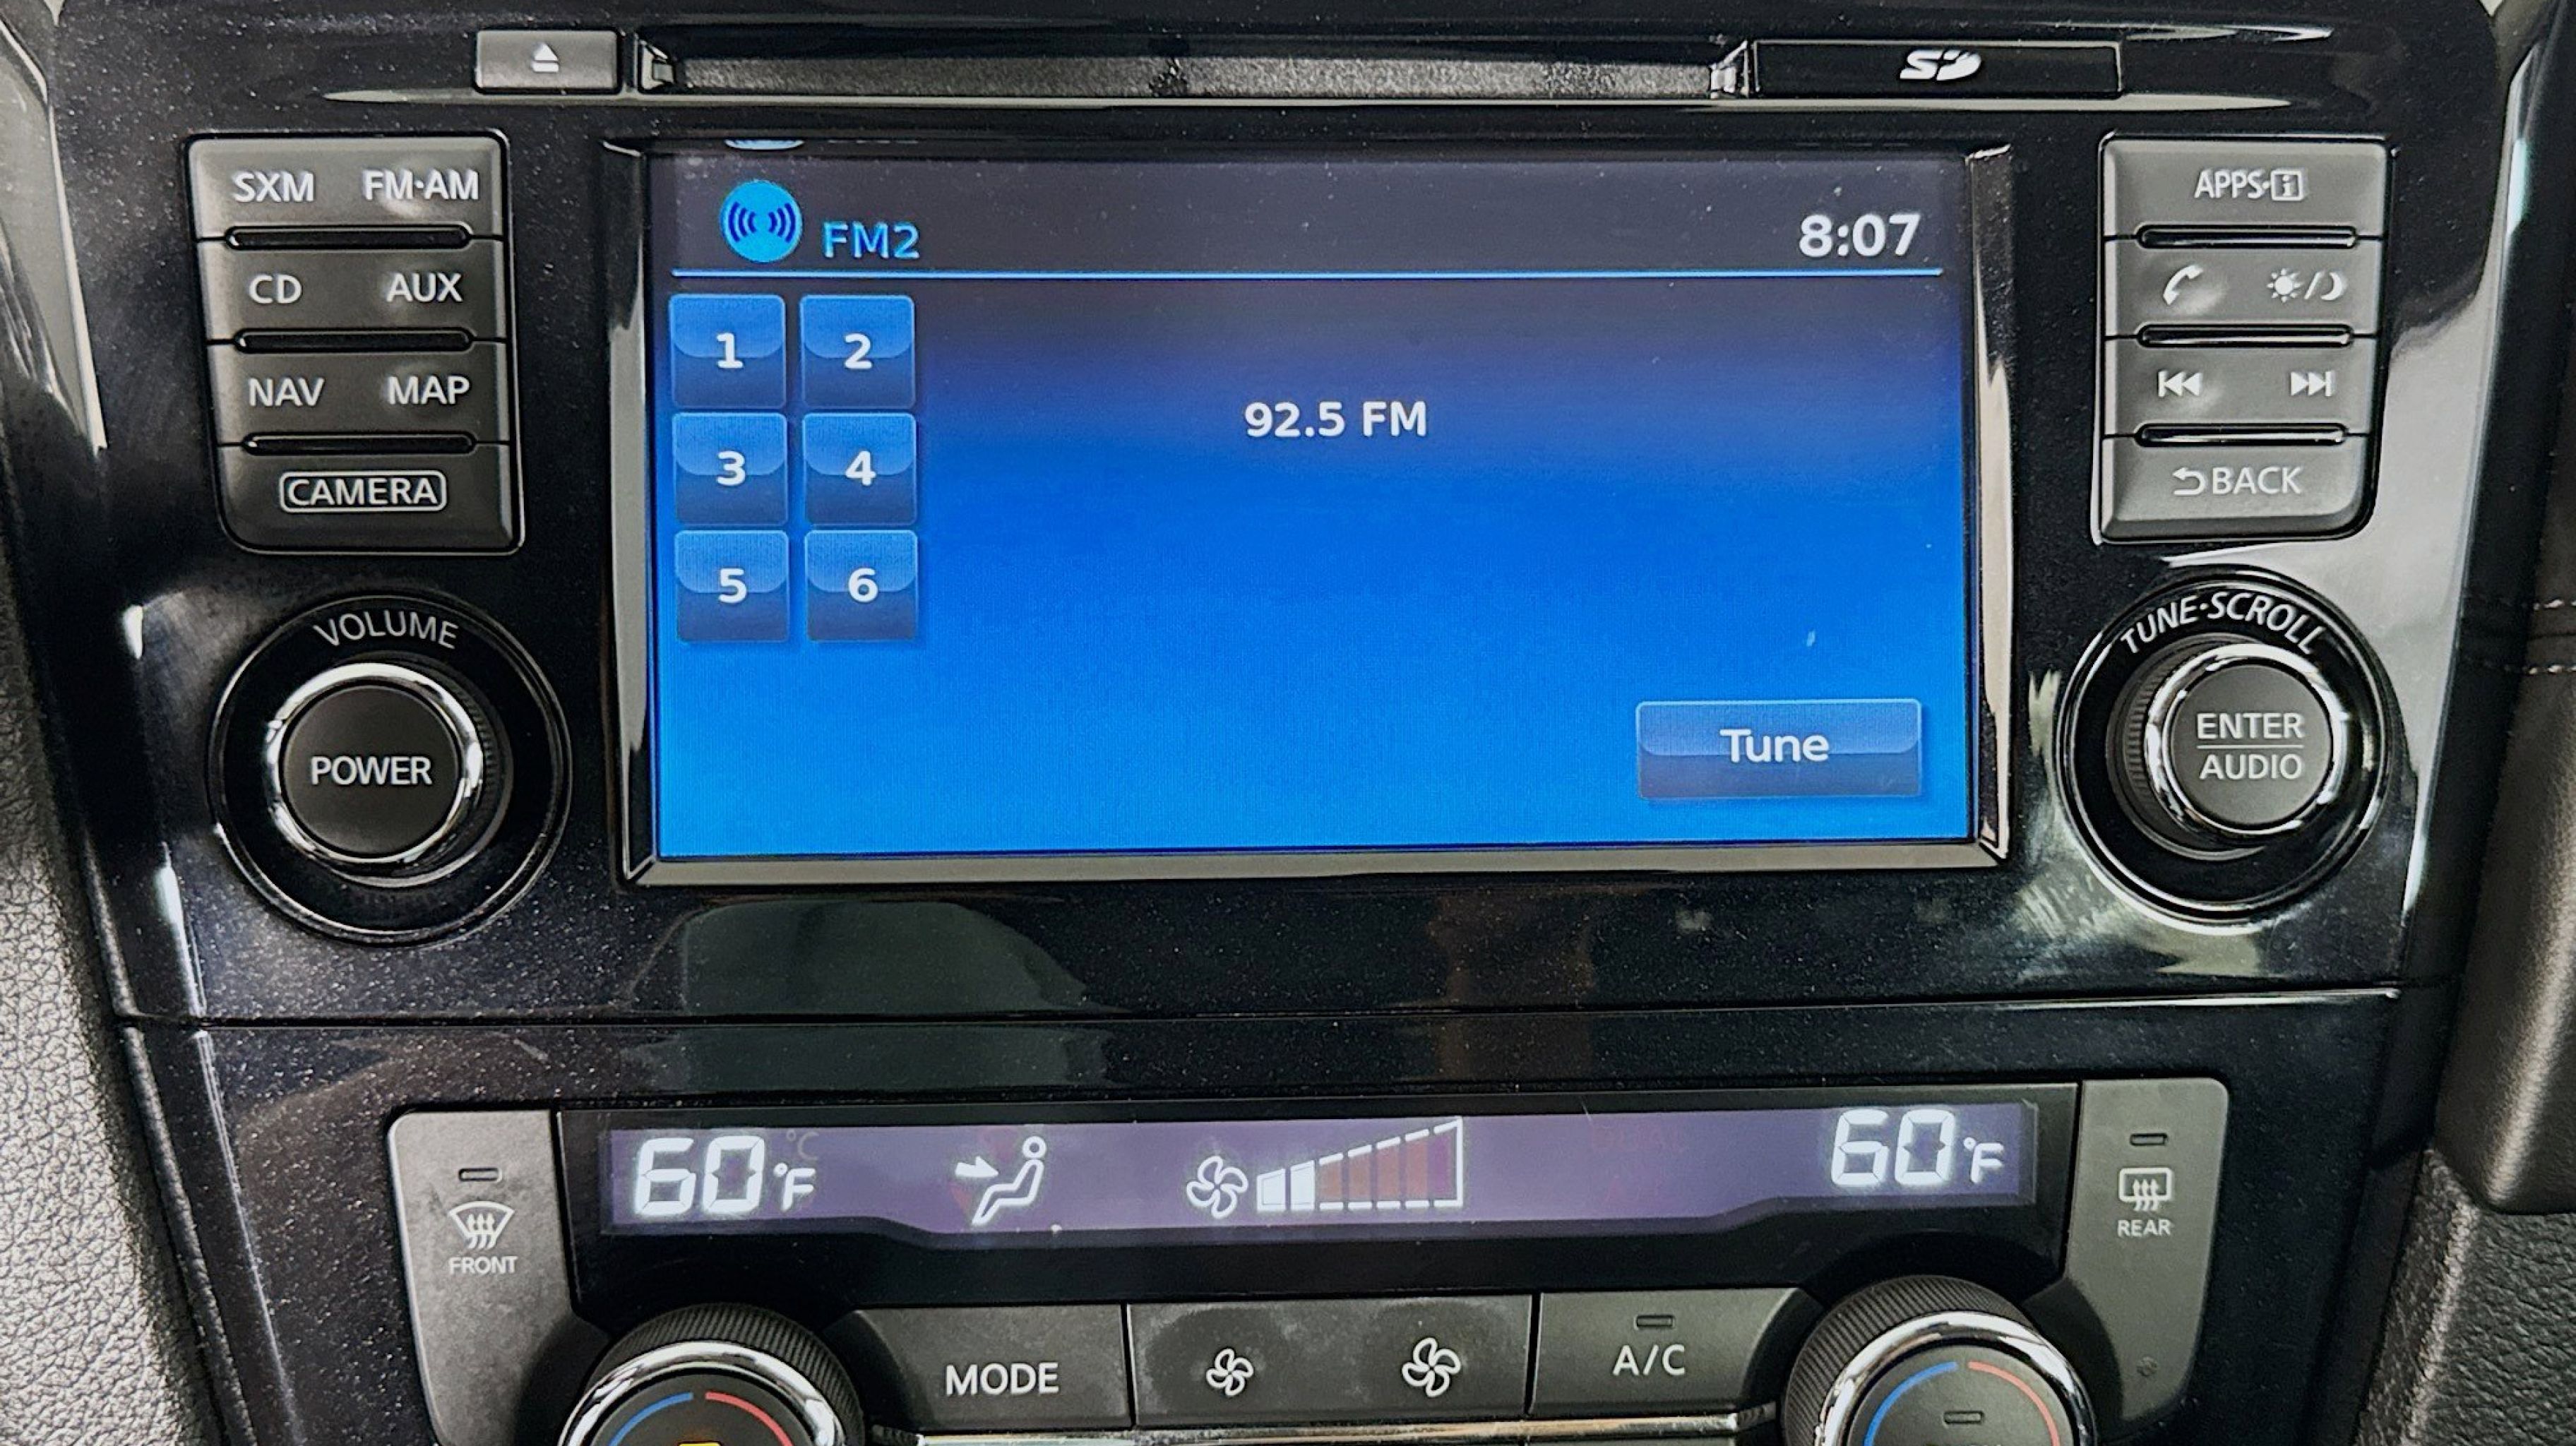 SD
SXM FM·AM
CD AUX
NAV MAP
CAMERA
VOLUME
POWER
FM2 8:07
1 2
3 4
5 6
92.5 FM
Tune
APPS·i
BACK
TUNE·SCROLL
ENTER
AUDIO
60°F 60°F
FRONT
REAR
MODE
A/C